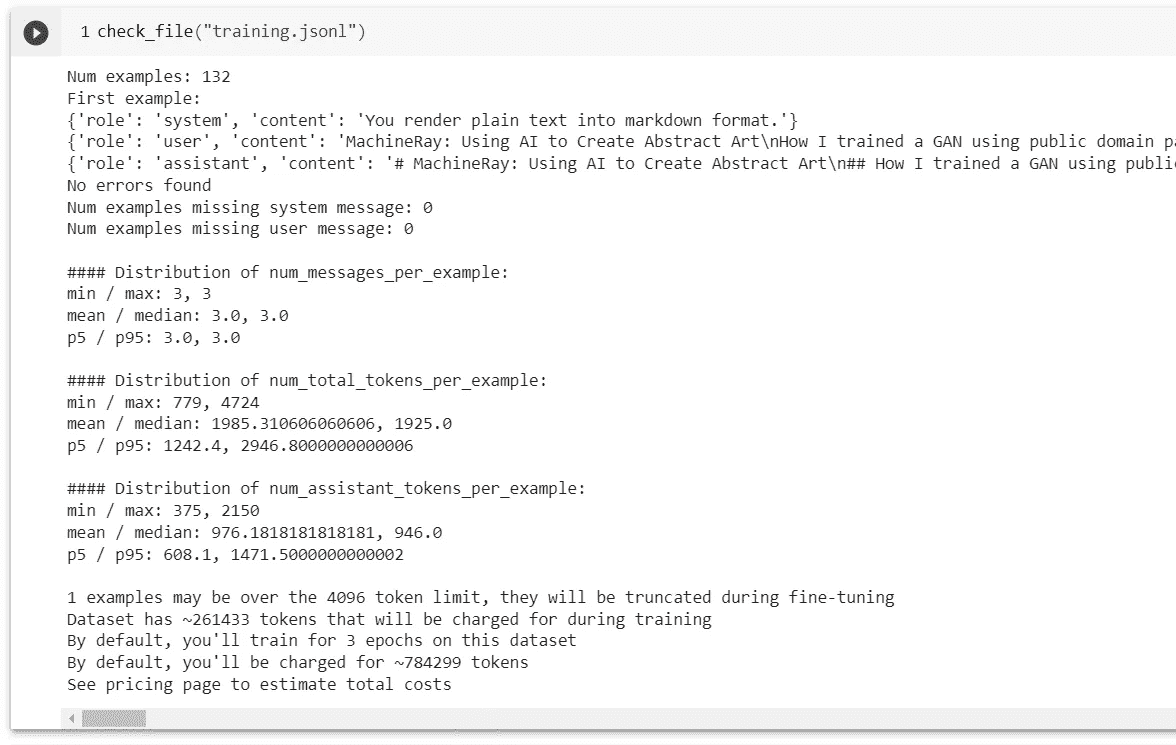 1 check_file("training.jsonl")
Num examples: 132
First example:
{'role': 'system', 'content': 'You render plain text into markdown format.'}
{'role': 'user', 'content': 'MachineRay: Using AI to Create Abstract Art\nHow I trained a GAN using public domain
{'role': 'assistant', 'content': '# MachineRay: Using AI to Create Abstract Art\n## How I trained a GAN using
No errors found
Num examples missing system message: 0
Num examples missing user message: 0
#### Distribution of num_messages_per_example:
min / max: 3, 3
mean / median: 3.0, 3.0
p5 / p95: 3.0, 3.0
#### Distribution of num_total_tokens_per_example:
min / max: 779, 4724
mean / median: 1985.310606060606, 1925.0
p5 / p95: 1242.4, 2946.8000000000006
#### Distribution of num_assistant_tokens_per_example:
min / max: 375, 2150
mean / median: 976.1818181818181, 946.0
p5 / p95: 608.1, 1471.5000000000002
1 examples may be over the 4096 token limit, they will be truncated during fine-tuning
Dataset has ~261433 tokens that will be charged for during training
By default, you'll train for 3 epochs on this dataset
By default, you'll be charged for ~784299 tokens
See pricing page to estimate total costs